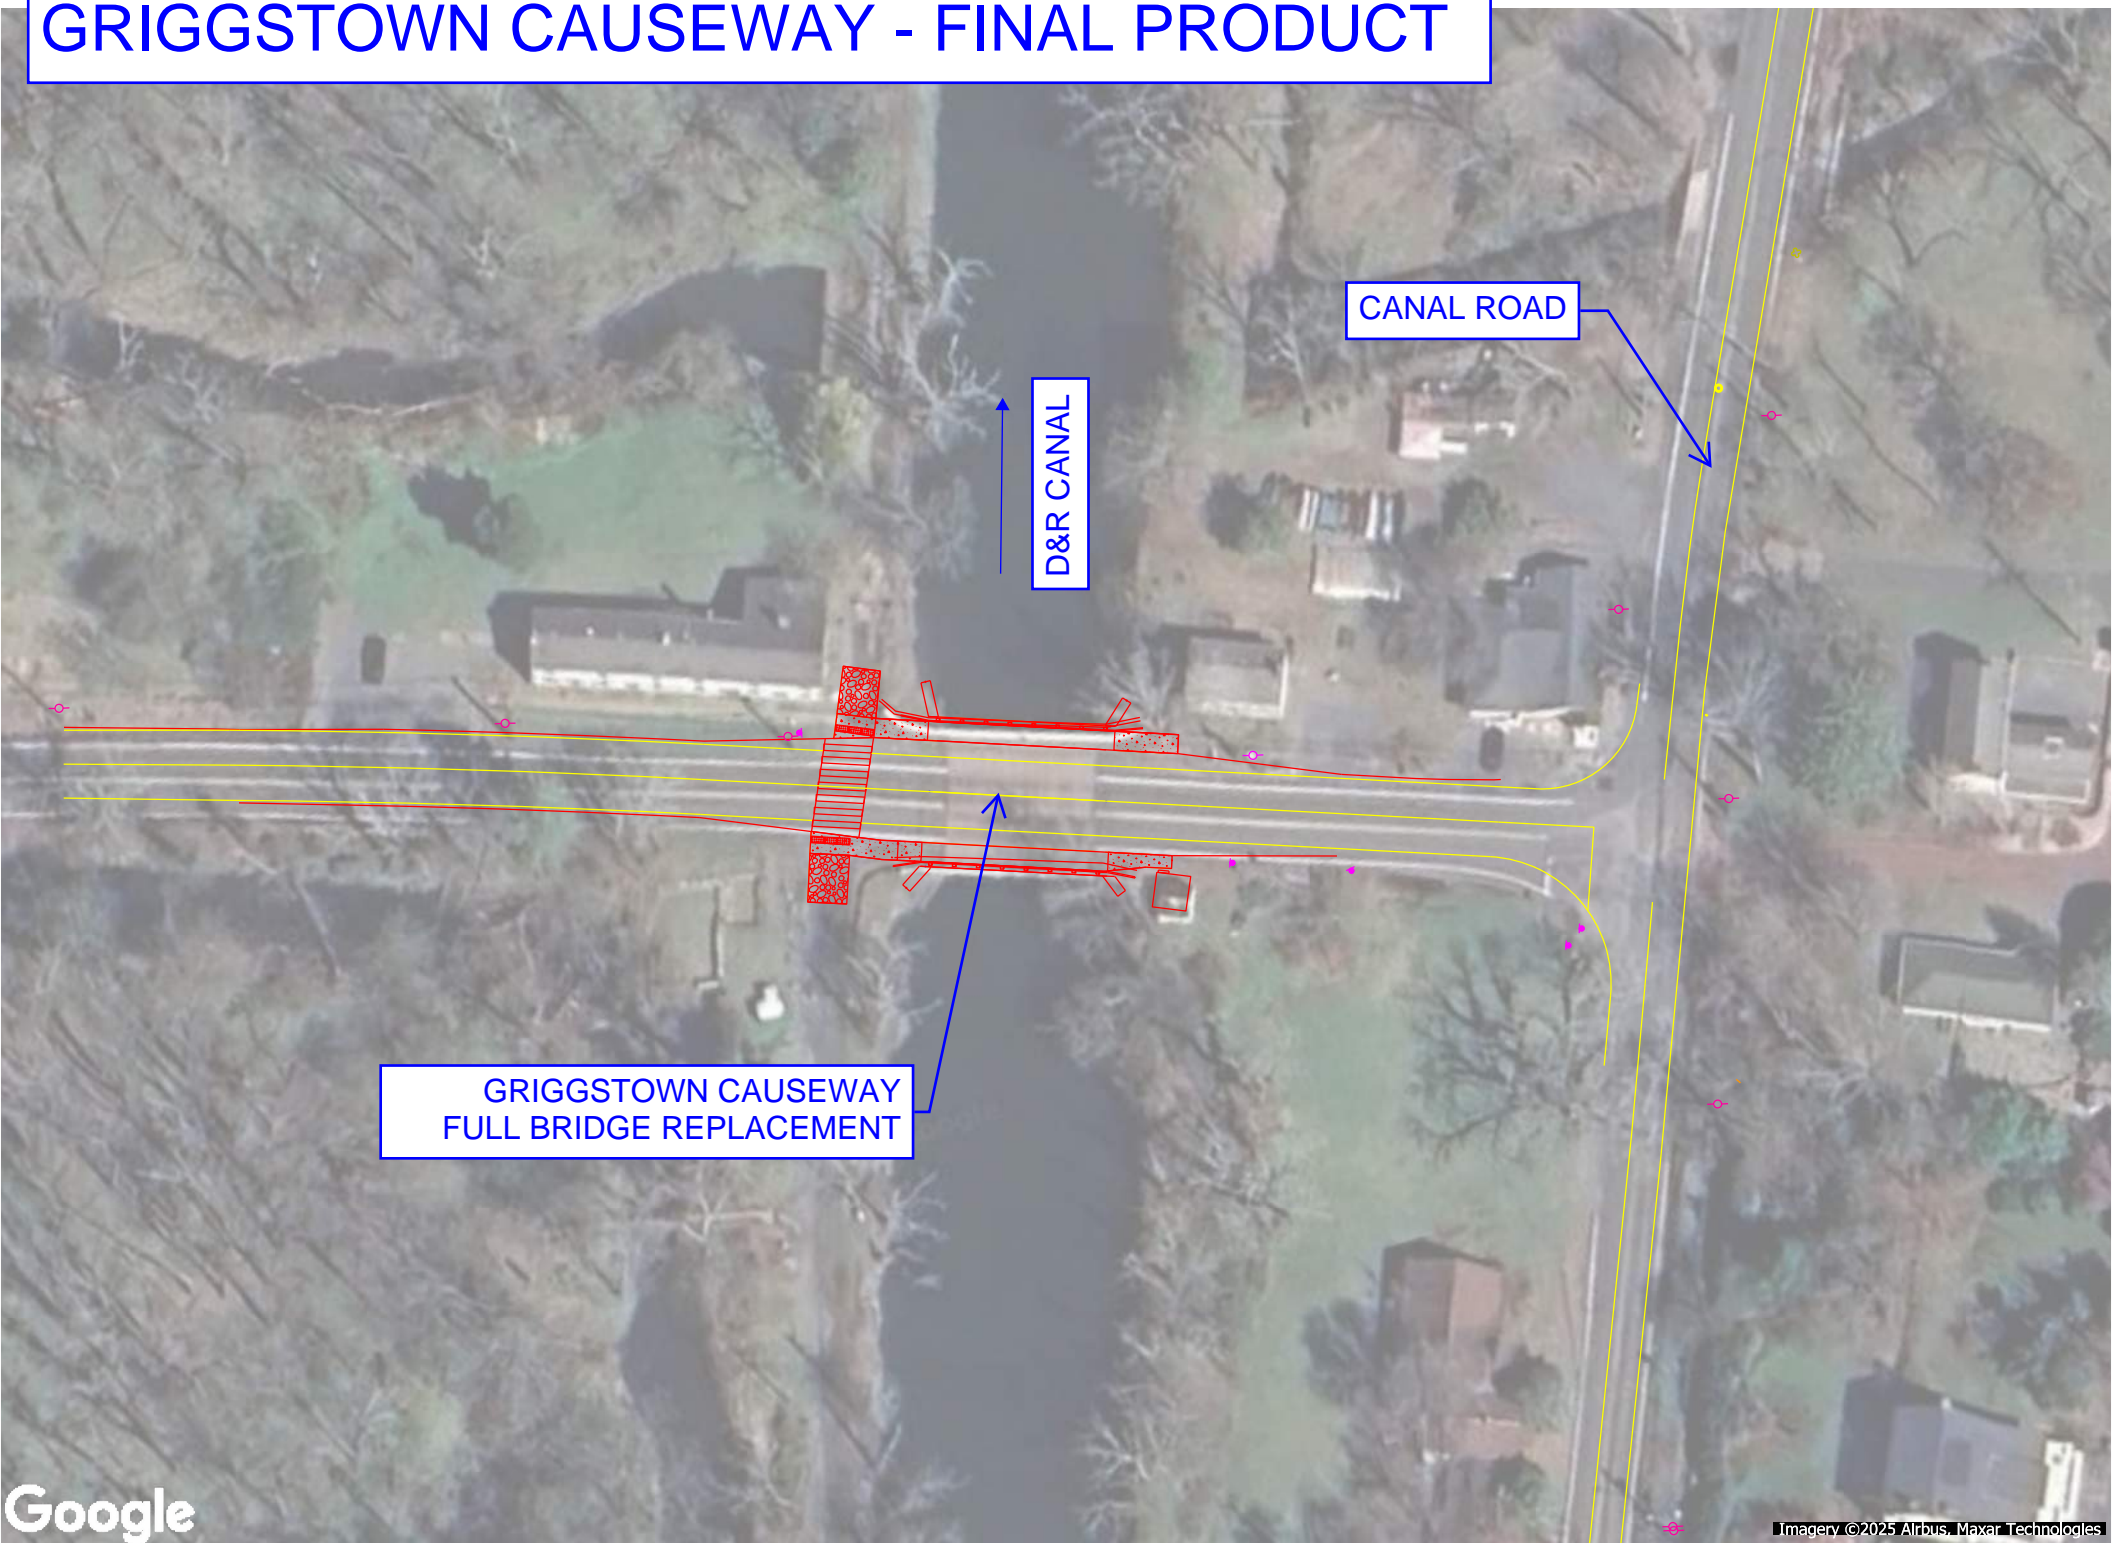 GRIGGSTOWN CAUSEWAY - FINAL PRODUCT
CANAL ROAD
D&R CANAL
GRIGGSTOWN CAUSEWAY
FULL BRIDGE REPLACEMENT
Google
Imagery ©2025 Airbus, Maxar Technologies